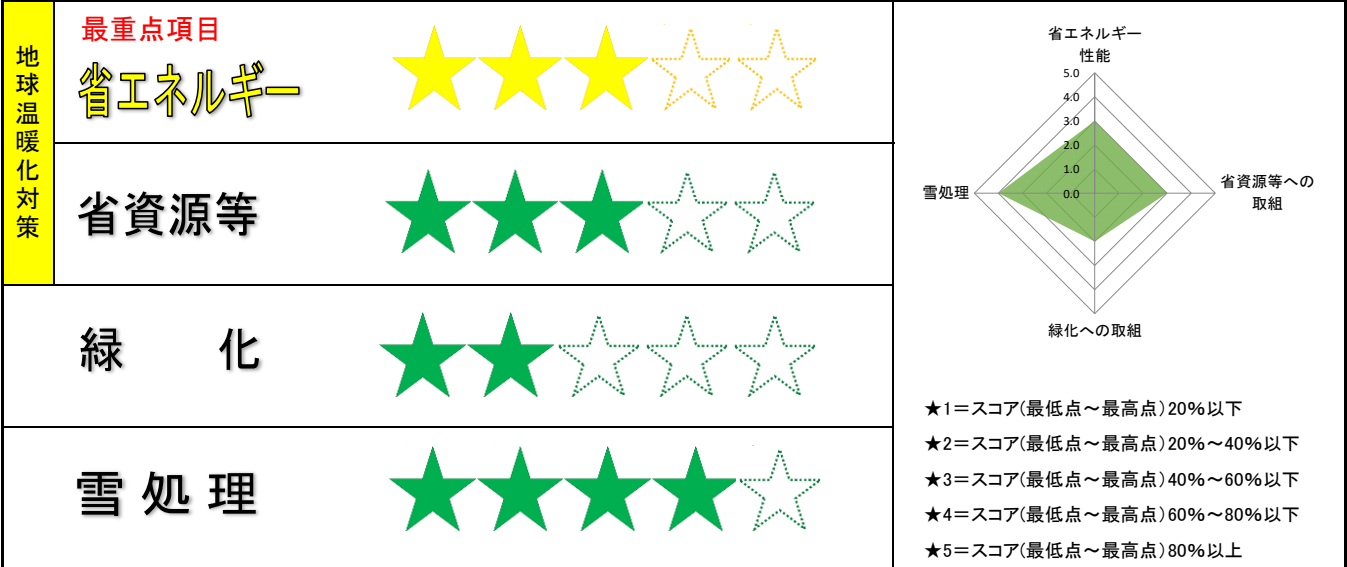 地球温暖化対策
最重点項目
省エネルギー
省資源等
緑 化
雪処理
省エネルギー
性能
5.0
4.0
3.0
2.0
1.0
0.0
雪処理
省資源等への
取組
緑化への取組
★1=スコア(最低点~最高点)20%以下
★2=スコア(最低点~最高点)20%~40%以下
★3=スコア(最低点~最高点)40%~60%以下
★4=スコア(最低点~最高点)60%~80%以下
★5=スコア(最低点~最高点)80%以上